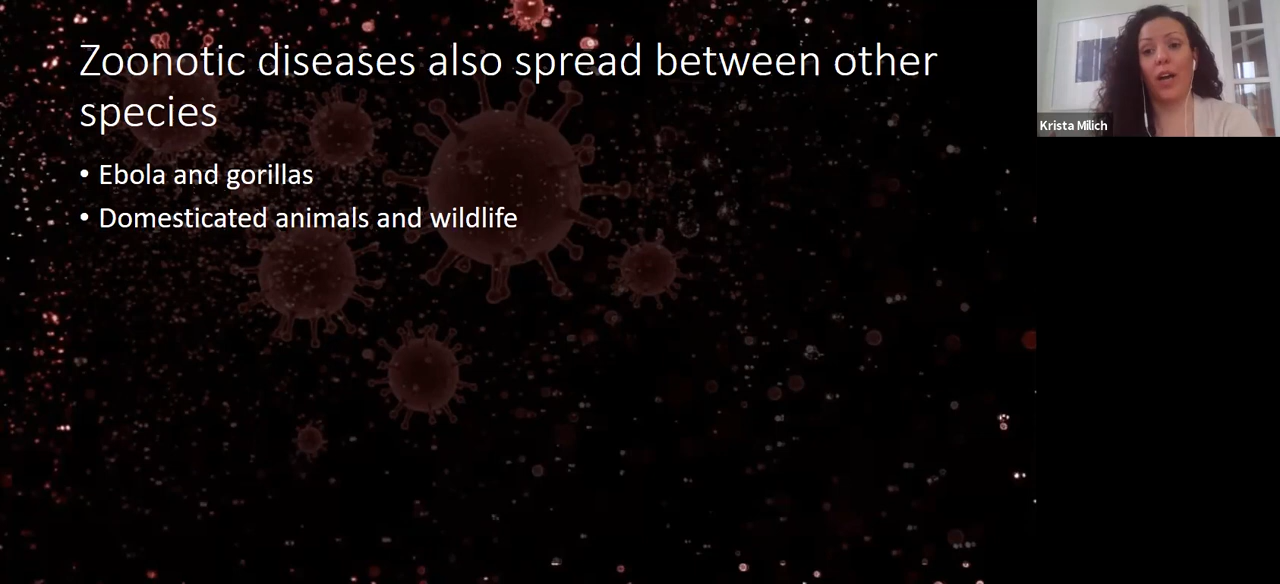 Zoonotic diseases also spread between other
species
• Ebola and gorillas
• Domesticated animals and wildlife
Krista Milich